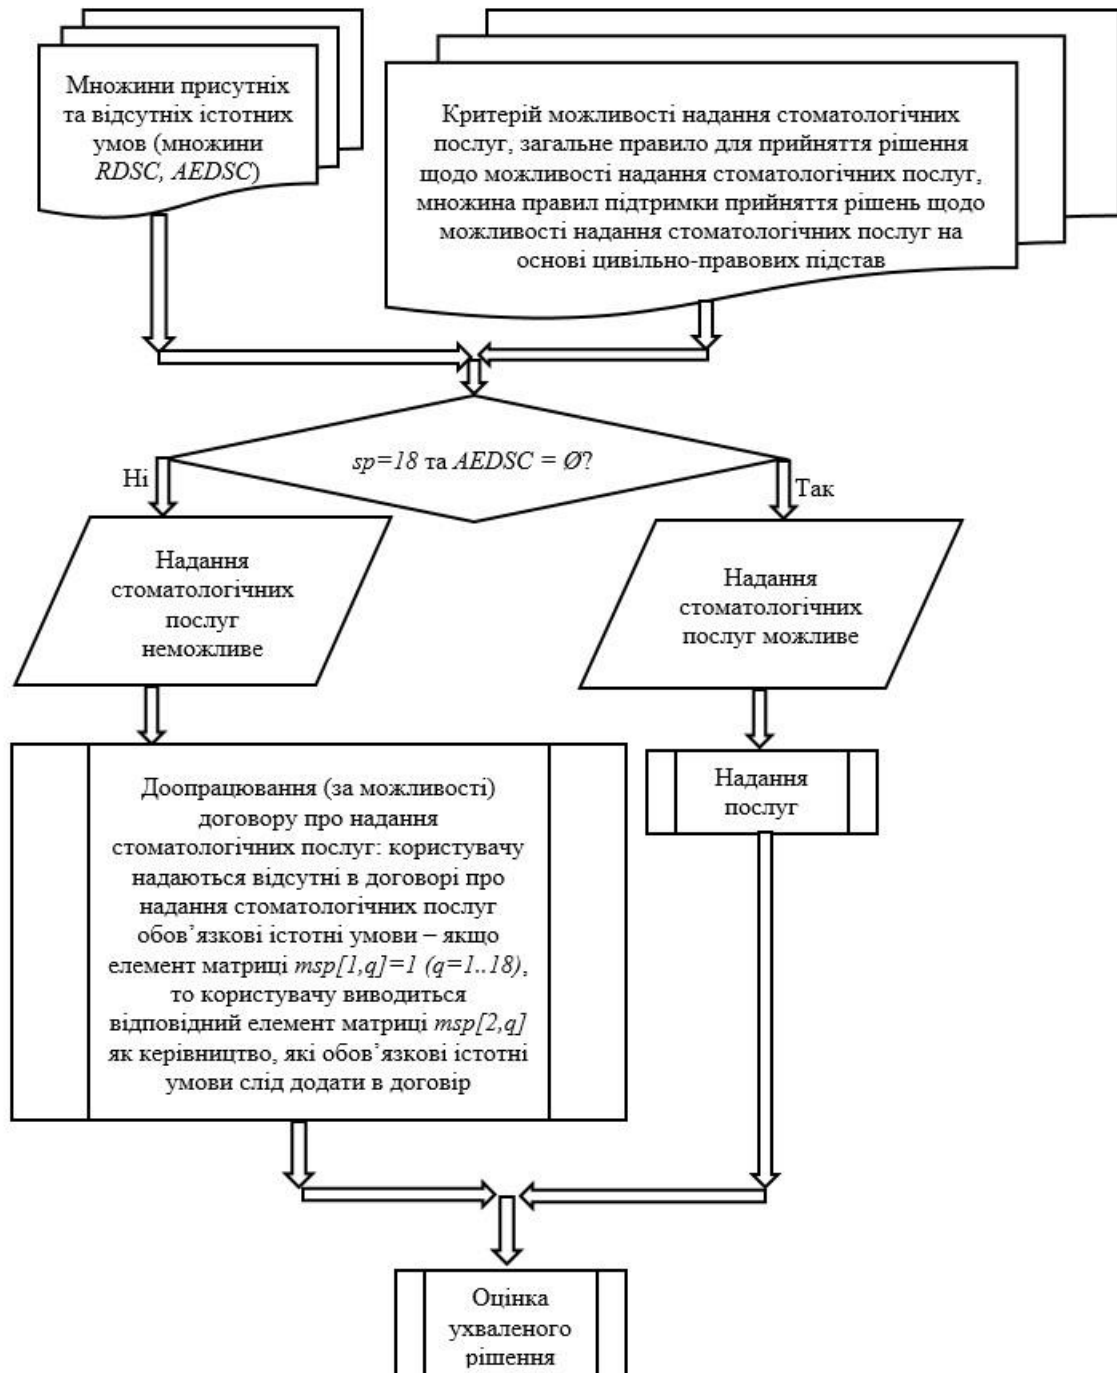 Множини присутніх
та відсутніх істотних
умов (множини
RDSC, AEDSC)
Критерій можливості надання стоматологічних
послуг, загальне правило для прийняття рішення
щодо можливості надання стоматологічних послуг,
множина правил підтримки прийняття рішень щодо
можливості надання стоматологічних послуг на
основі цивільно-правових підстав
sp=18 та AEDSC = Ø?
Ні
Так
Надання
стоматологічних
послуг
неможливе
Надання
стоматологічних
послуг можливе
Доопрацювання (за можливості)
договору про надання
стоматологічних послуг: користувачу
надаються відсутні в договорі про
надання стоматологічних послуг
обов’язкові істотні умови – якщо
елемент матриці msp[1,q]=1 (q=1..18),
то користувачу виводиться
відповідний елемент матриці msp[2,q]
як керівництво, які обов’язкові істотні
умови слід додати в договір
Надання
послуг
Оцінка
ухваленого
рішення